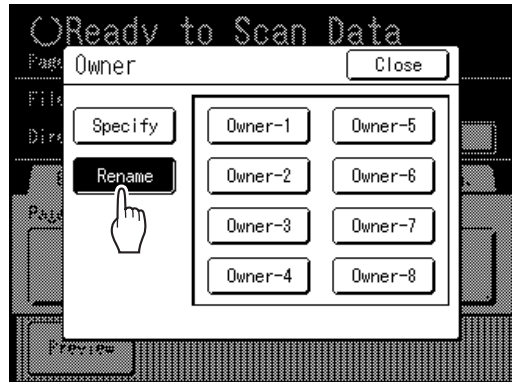 Ready to Scan Data
Owner
Close
Specify
Rename
Owner-1
Owner-5
Owner-2
Owner-6
Owner-3
Owner-7
Owner-4
Owner-8
Preview